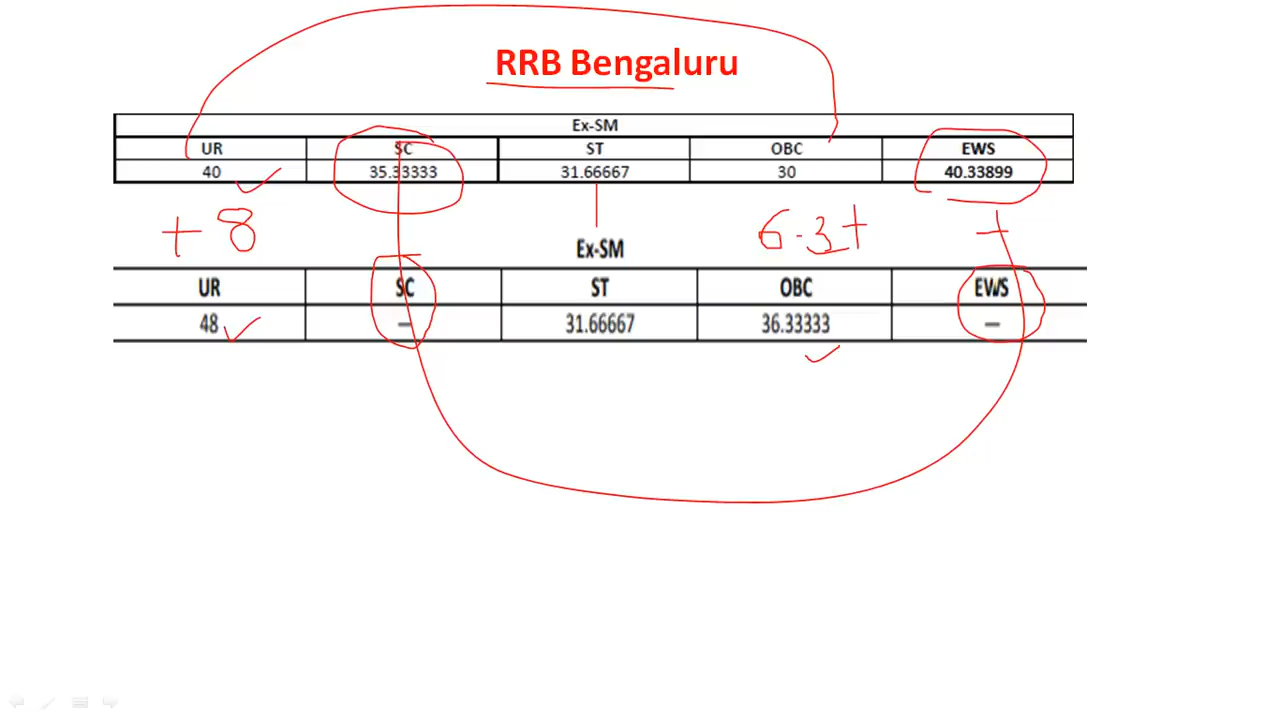 RRB Bengaluru
Ex-SM
UR SC ST OBC EWS
40 35.33333 31.66667 30 40.33899
+ 8 6.3+ +
Ex-SM
UR SC ST OBC EWS
48 — 31.66667 36.33333 —